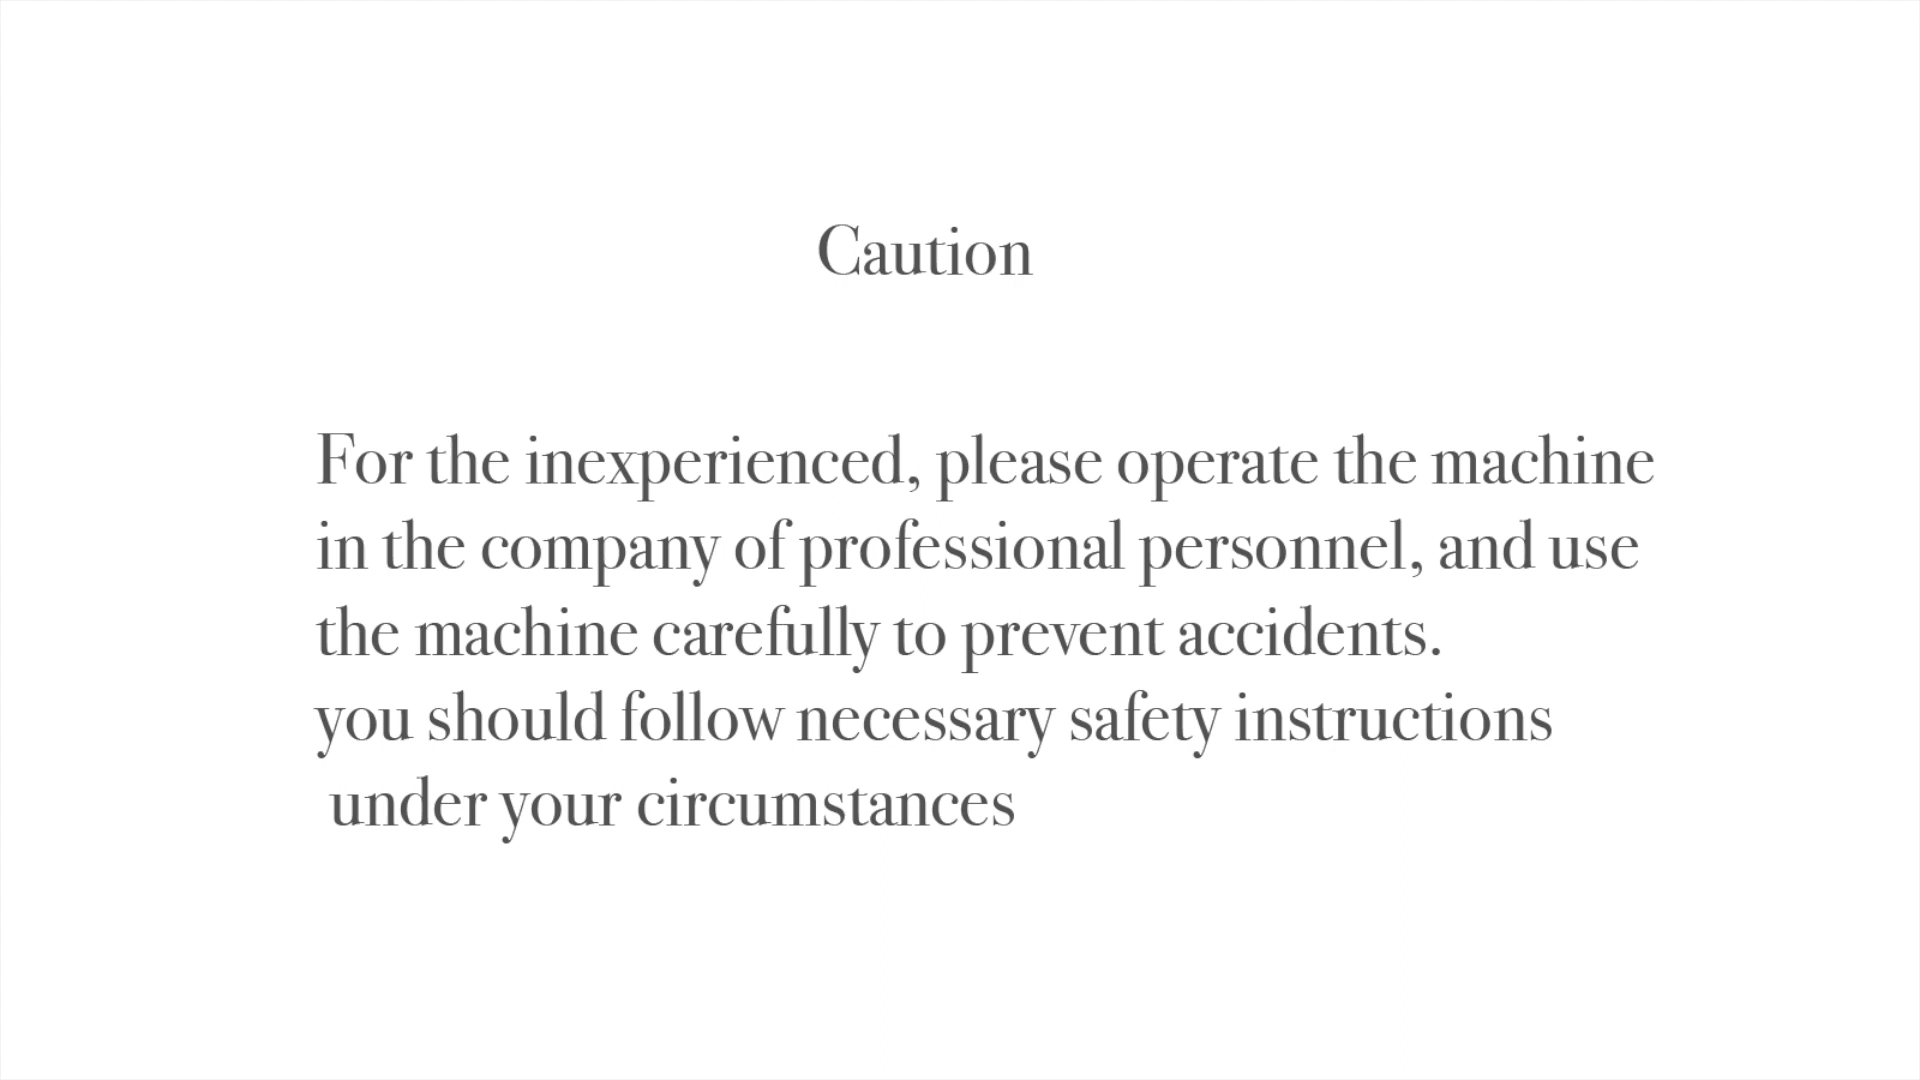 Caution
For the inexperienced, please operate the machine
in the company of professional personnel, and use
the machine carefully to prevent accidents.
you should follow necessary safety instructions
under your circumstances